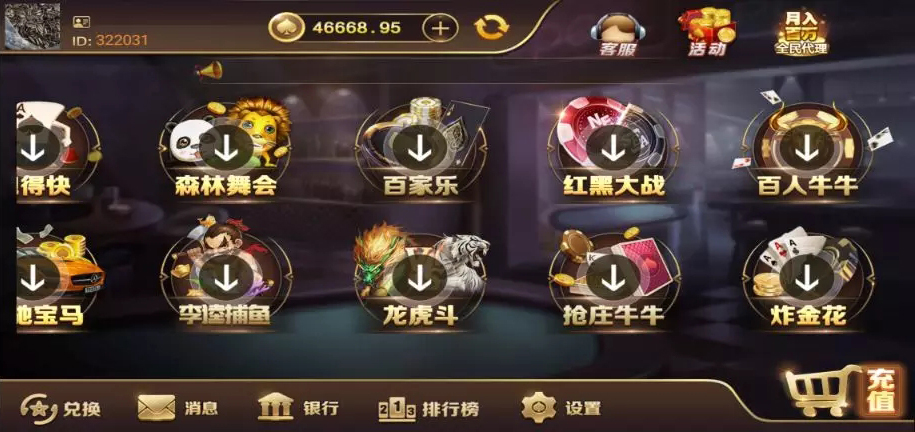 ID: 322031
46668.95
客服
活动
月入
百万
全民代理
得快
森林舞会
百家乐
红黑大战
百人牛牛
宝马
李逵捕鱼
龙虎斗
抢庄牛牛
炸金花
兑换
消息
银行
排行榜
设置
充值